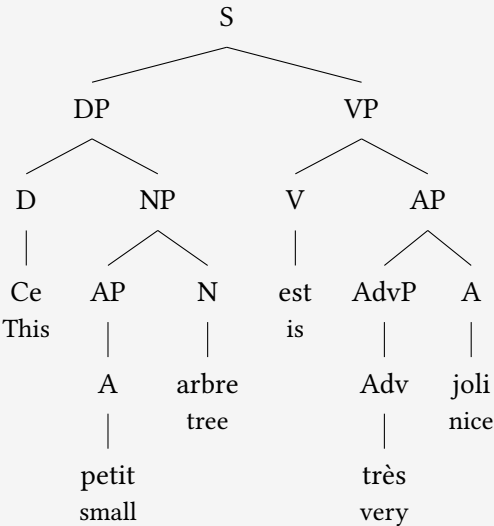 S
DP VP
D NP V AP
Ce AP N est AdvP A
This is
A arbre Adv joli
tree nice
petit très
small very